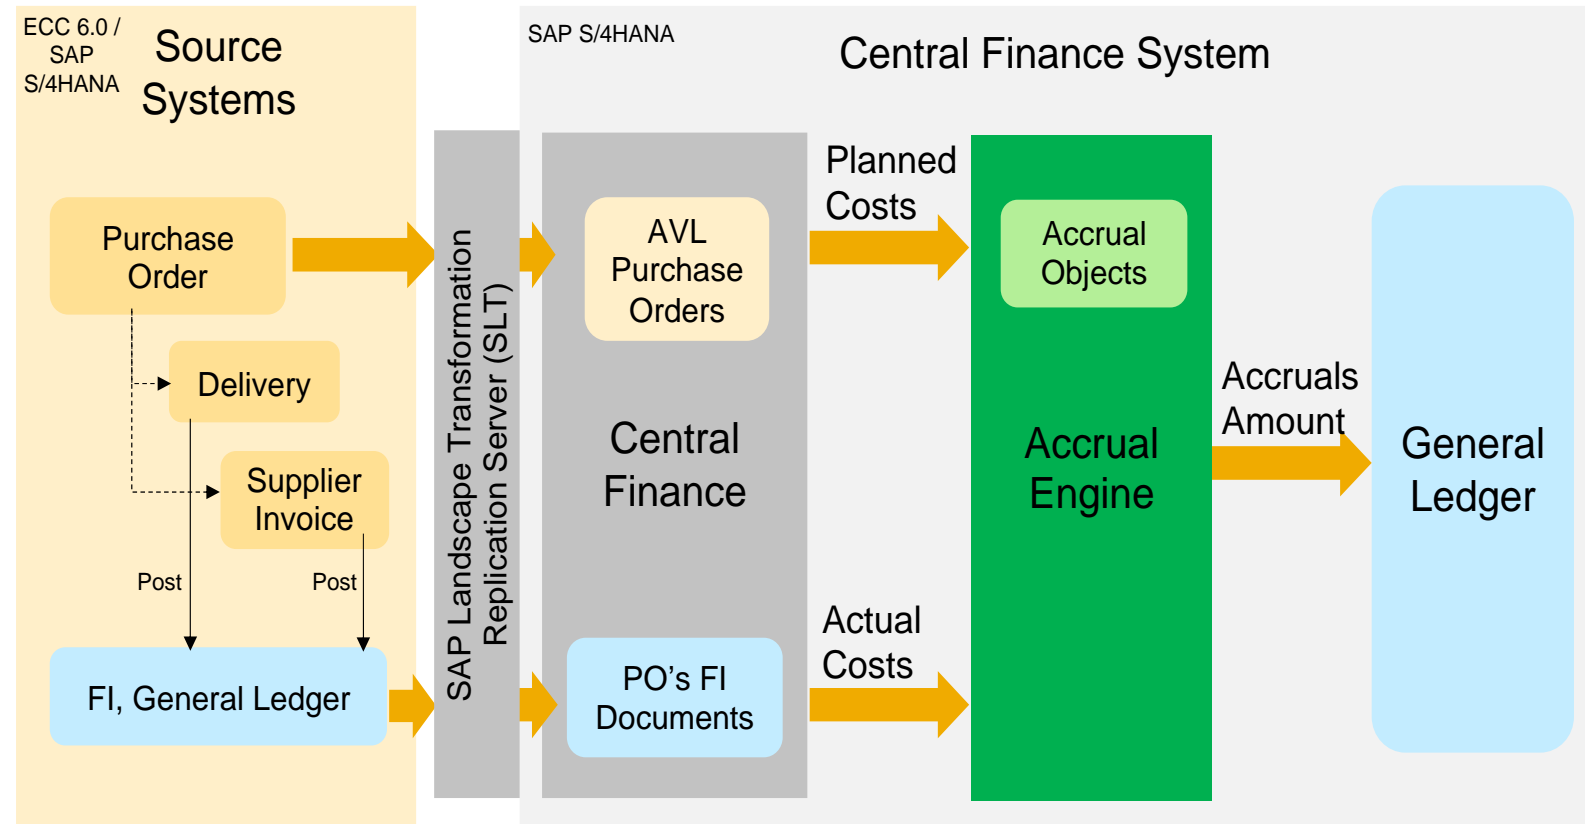 ECC 6.0 /
SAP
S/4HANA
Source
Systems
SAP S/4HANA
Central Finance System
Purchase
Order
Delivery
Supplier
Invoice
Post
Post
FI, General Ledger
SAP Landscape Transformation
Replication Server (SLT)
AVL
Purchase
Orders
Central
Finance
PO’s FI
Documents
Planned
Costs
Actual
Costs
Accrual
Objects
Accrual
Engine
Accruals
Amount
General
Ledger